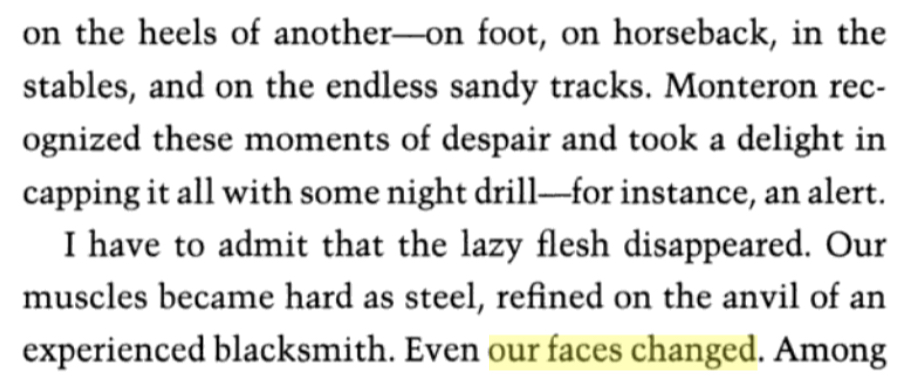 on the heels of another—on foot, on horseback, in the
stables, and on the endless sandy tracks. Monteron rec-
ognized these moments of despair and took a delight in
capping it all with some night drill—for instance, an alert.
I have to admit that the lazy flesh disappeared. Our
muscles became hard as steel, refined on the anvil of an
experienced blacksmith. Even our faces changed. Among